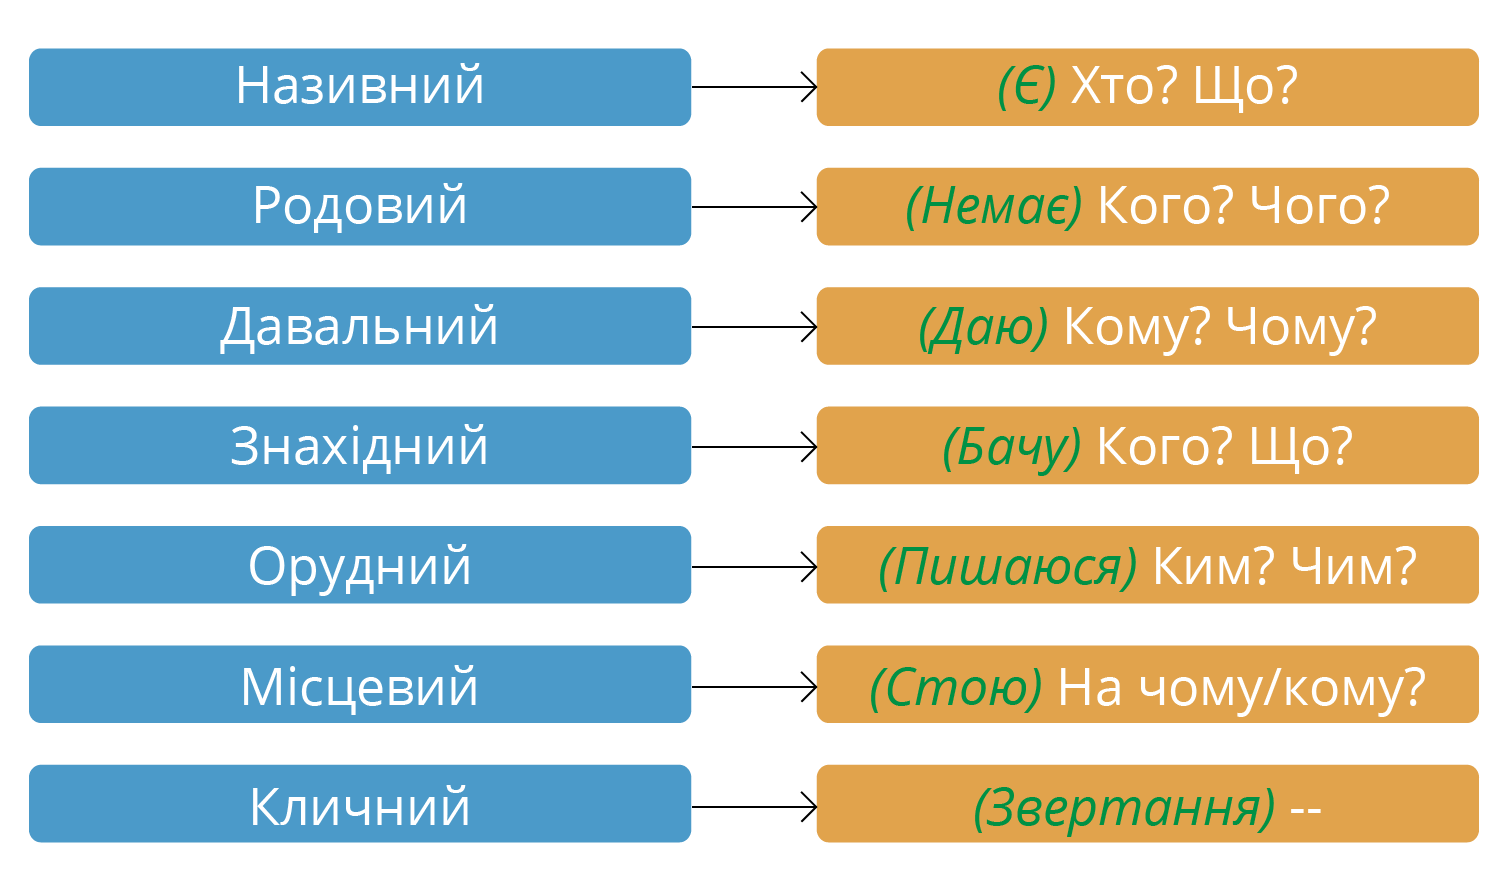 Називний
(Є) Хто? Що?
Родовий
(Немає) Кого? Чого?
Давальний
(Даю) Кому? Чому?
Знахідний
(Бачу) Кого? Що?
Орудний
(Пишаюся) Ким? Чим?
Місцевий
(Стою) На чому/кому?
Кличний
(Звертання) --